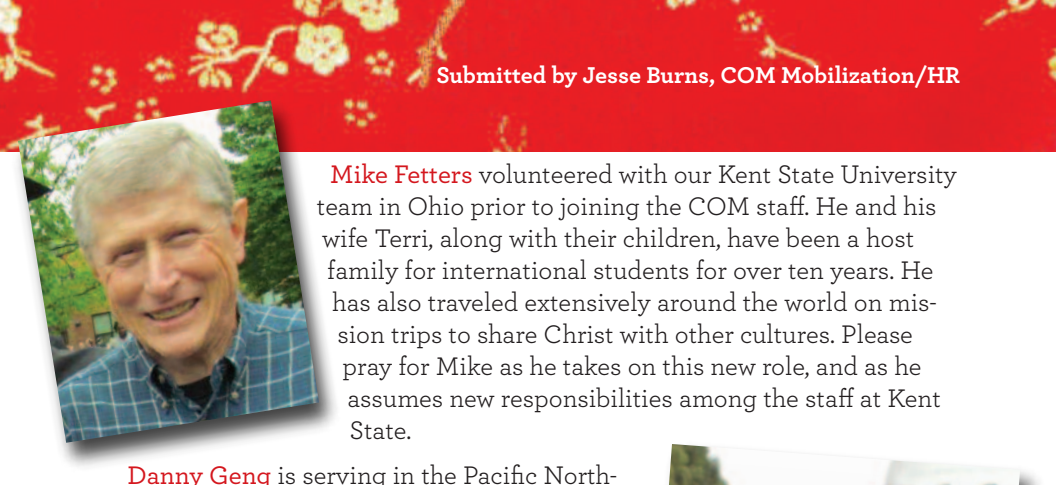 Submitted by Jesse Burns, COM Mobilization/HR
Mike Fetters volunteered with our Kent State University
team in Ohio prior to joining the COM staff. He and his
wife Terri, along with their children, have been a host
family for international students for over ten years. He
has also traveled extensively around the world on mis-
sion trips to share Christ with other cultures. Please
pray for Mike as he takes on this new role, and as he
assumes new responsibilities among the staff at Kent
State.
Danny Geng is serving in the Pacific North-